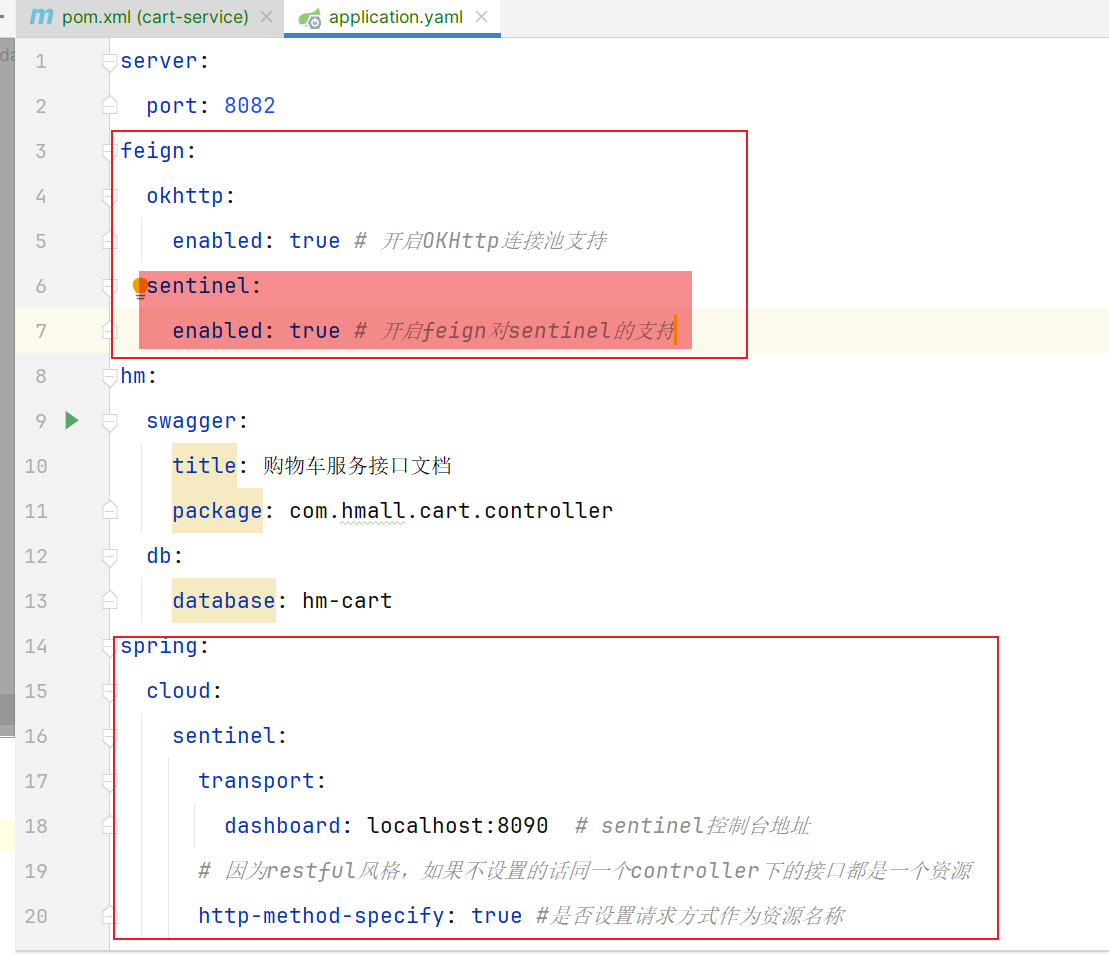 m pom.xml (cart-service) × application.yaml ×
da
1 server:
2 port: 8082
3 feign:
4 okhttp:
5 enabled: true # 开启OKHttp连接池支持
6 sentinel:
7 enabled: true # 开启feign对sentinel的支持
8 hm:
9 swagger:
10 title: 购物车服务接口文档
11 package: com.hmall.cart.controller
12 db:
13 database: hm-cart
14 spring:
15 cloud:
16 sentinel:
17 transport:
18 dashboard: localhost:8090 # sentinel控制台地址
19 # 因为restful风格，如果不设置的话同一个controller下的接口都是一个资源
20 http-method-specify: true #是否设置请求方式作为资源名称